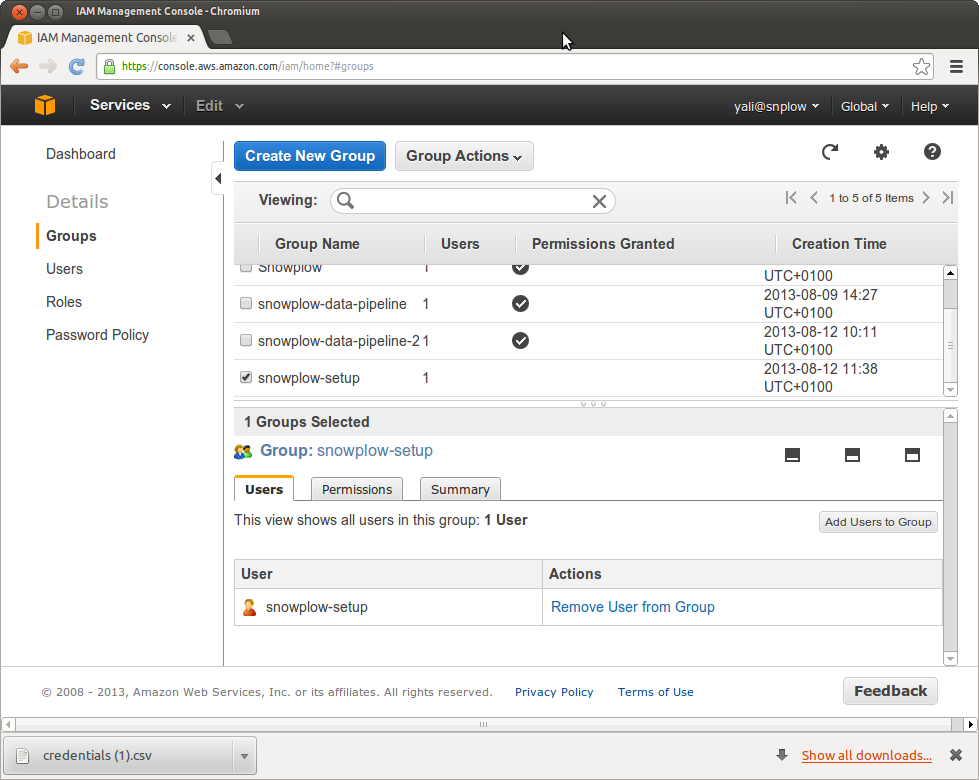 IAM Management Console - Chromium
IAM Management Console
https://console.aws.amazon.com/iam/home?#groups
Services Edit yali@snplow Global Help
Dashboard
Details
Groups
Users
Roles
Password Policy
Create New Group Group Actions
Viewing: 1 to 5 of 5 Items
Group Name Users Permissions Granted Creation Time
Snowplow 1 UTC+0100
snowplow-data-pipeline 1 2013-08-09 14:27
UTC+0100
snowplow-data-pipeline-2 1 2013-08-12 10:11
UTC+0100
snowplow-setup 1 2013-08-12 11:38
UTC+0100
1 Groups Selected
Group: snowplow-setup
Users Permissions Summary
This view shows all users in this group: 1 User Add Users to Group
User Actions
snowplow-setup Remove User from Group
© 2008 - 2013, Amazon Web Services, Inc. or its affiliates. All rights reserved. Privacy Policy Terms of Use Feedback
credentials (1).csv Show all downloads...